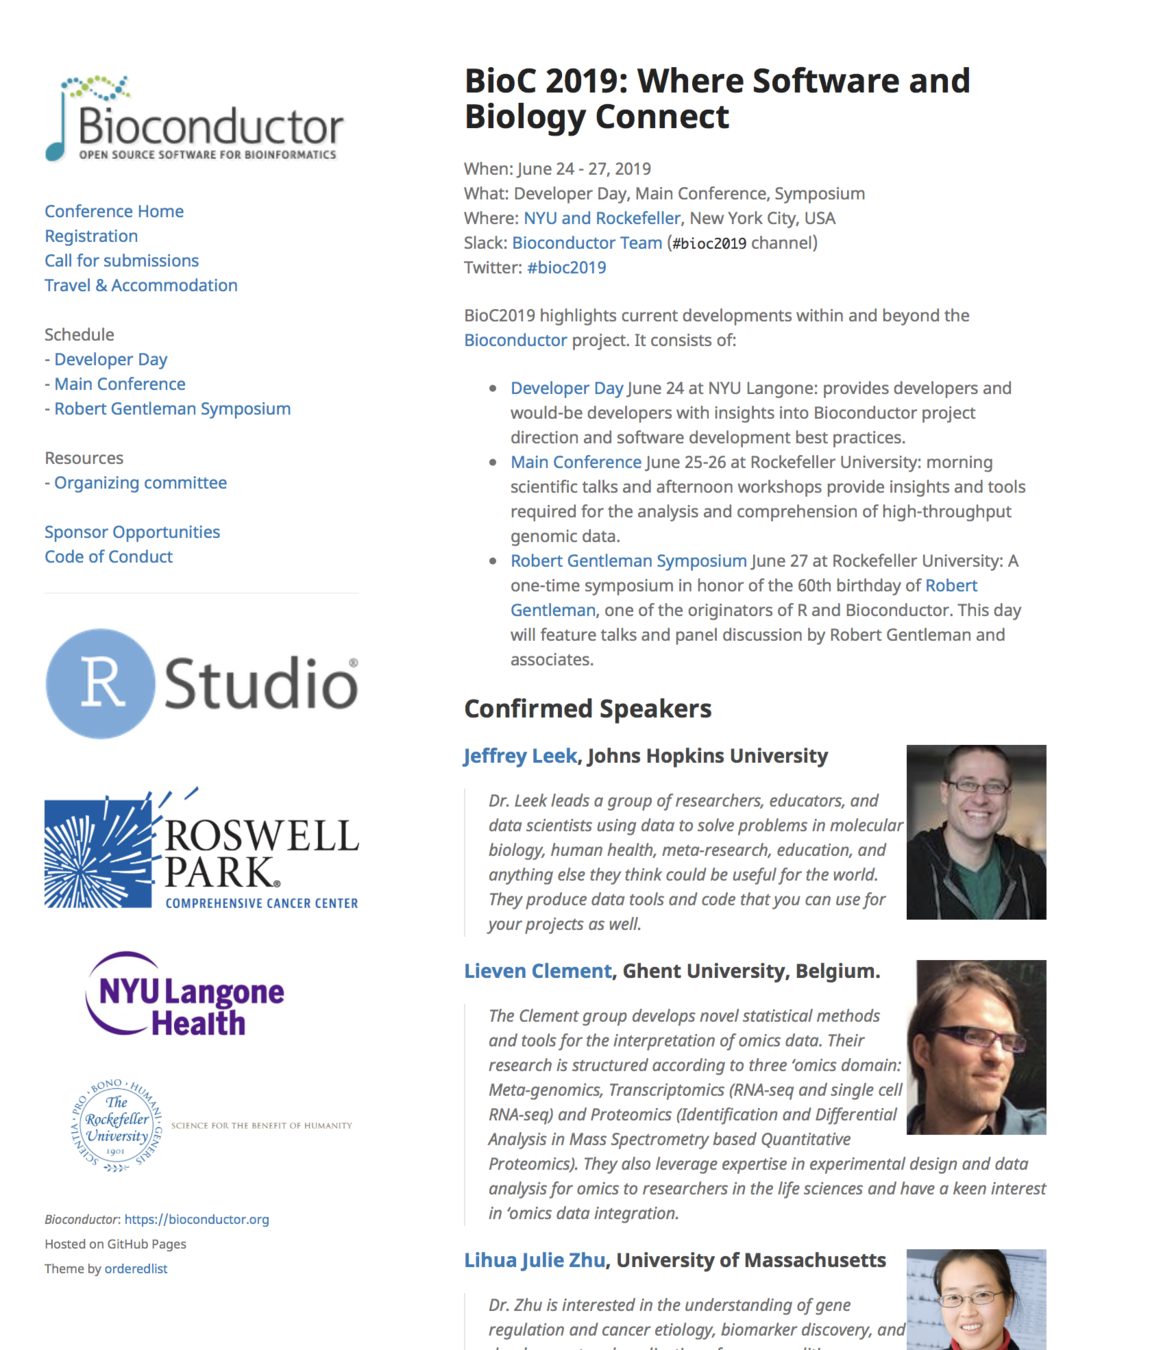 Bioconductor
OPEN SOURCE SOFTWARE FOR BIOINFORMATICS
Conference Home
Registration
Call for submissions
Travel & Accommodation
Schedule
- Developer Day
- Main Conference
- Robert Gentleman Symposium
Resources
- Organizing committee
Sponsor Opportunities
Code of Conduct
R Studio®
ROSWELL
PARK®
COMPREHENSIVE CANCER CENTER
NYU Langone
Health
PRO · BONO · HUMANI · GENERIS · SCIENTIA
The
Rockefeller
University
1901
SCIENCE FOR THE BENEFIT OF HUMANITY
Bioconductor: https://bioconductor.org
Hosted on GitHub Pages
Theme by orderedlist
BioC 2019: Where Software and
Biology Connect
When: June 24 - 27, 2019
What: Developer Day, Main Conference, Symposium
Where: NYU and Rockefeller, New York City, USA
Slack: Bioconductor Team (#bioc2019 channel)
Twitter: #bioc2019
BioC2019 highlights current developments within and beyond the
Bioconductor project. It consists of:
• Developer Day June 24 at NYU Langone: provides developers and
would-be developers with insights into Bioconductor project
direction and software development best practices.
• Main Conference June 25-26 at Rockefeller University: morning
scientific talks and afternoon workshops provide insights and tools
required for the analysis and comprehension of high-throughput
genomic data.
• Robert Gentleman Symposium June 27 at Rockefeller University: A
one-time symposium in honor of the 60th birthday of Robert
Gentleman, one of the originators of R and Bioconductor. This day
will feature talks and panel discussion by Robert Gentleman and
associates.
Confirmed Speakers
Jeffrey Leek, Johns Hopkins University
Dr. Leek leads a group of researchers, educators, and
data scientists using data to solve problems in molecular
biology, human health, meta-research, education, and
anything else they think could be useful for the world.
They produce data tools and code that you can use for
your projects as well.
Lieven Clement, Ghent University, Belgium.
The Clement group develops novel statistical methods
and tools for the interpretation of omics data. Their
research is structured according to three ‘omics domain:
Meta-genomics, Transcriptomics (RNA-seq and single cell
RNA-seq) and Proteomics (Identification and Differential
Analysis in Mass Spectrometry based Quantitative
Proteomics). They also leverage expertise in experimental design and data
analysis for omics to researchers in the life sciences and have a keen interest
in ‘omics data integration.
Lihua Julie Zhu, University of Massachusetts
Dr. Zhu is interested in the understanding of gene
regulation and cancer etiology, biomarker discovery, and